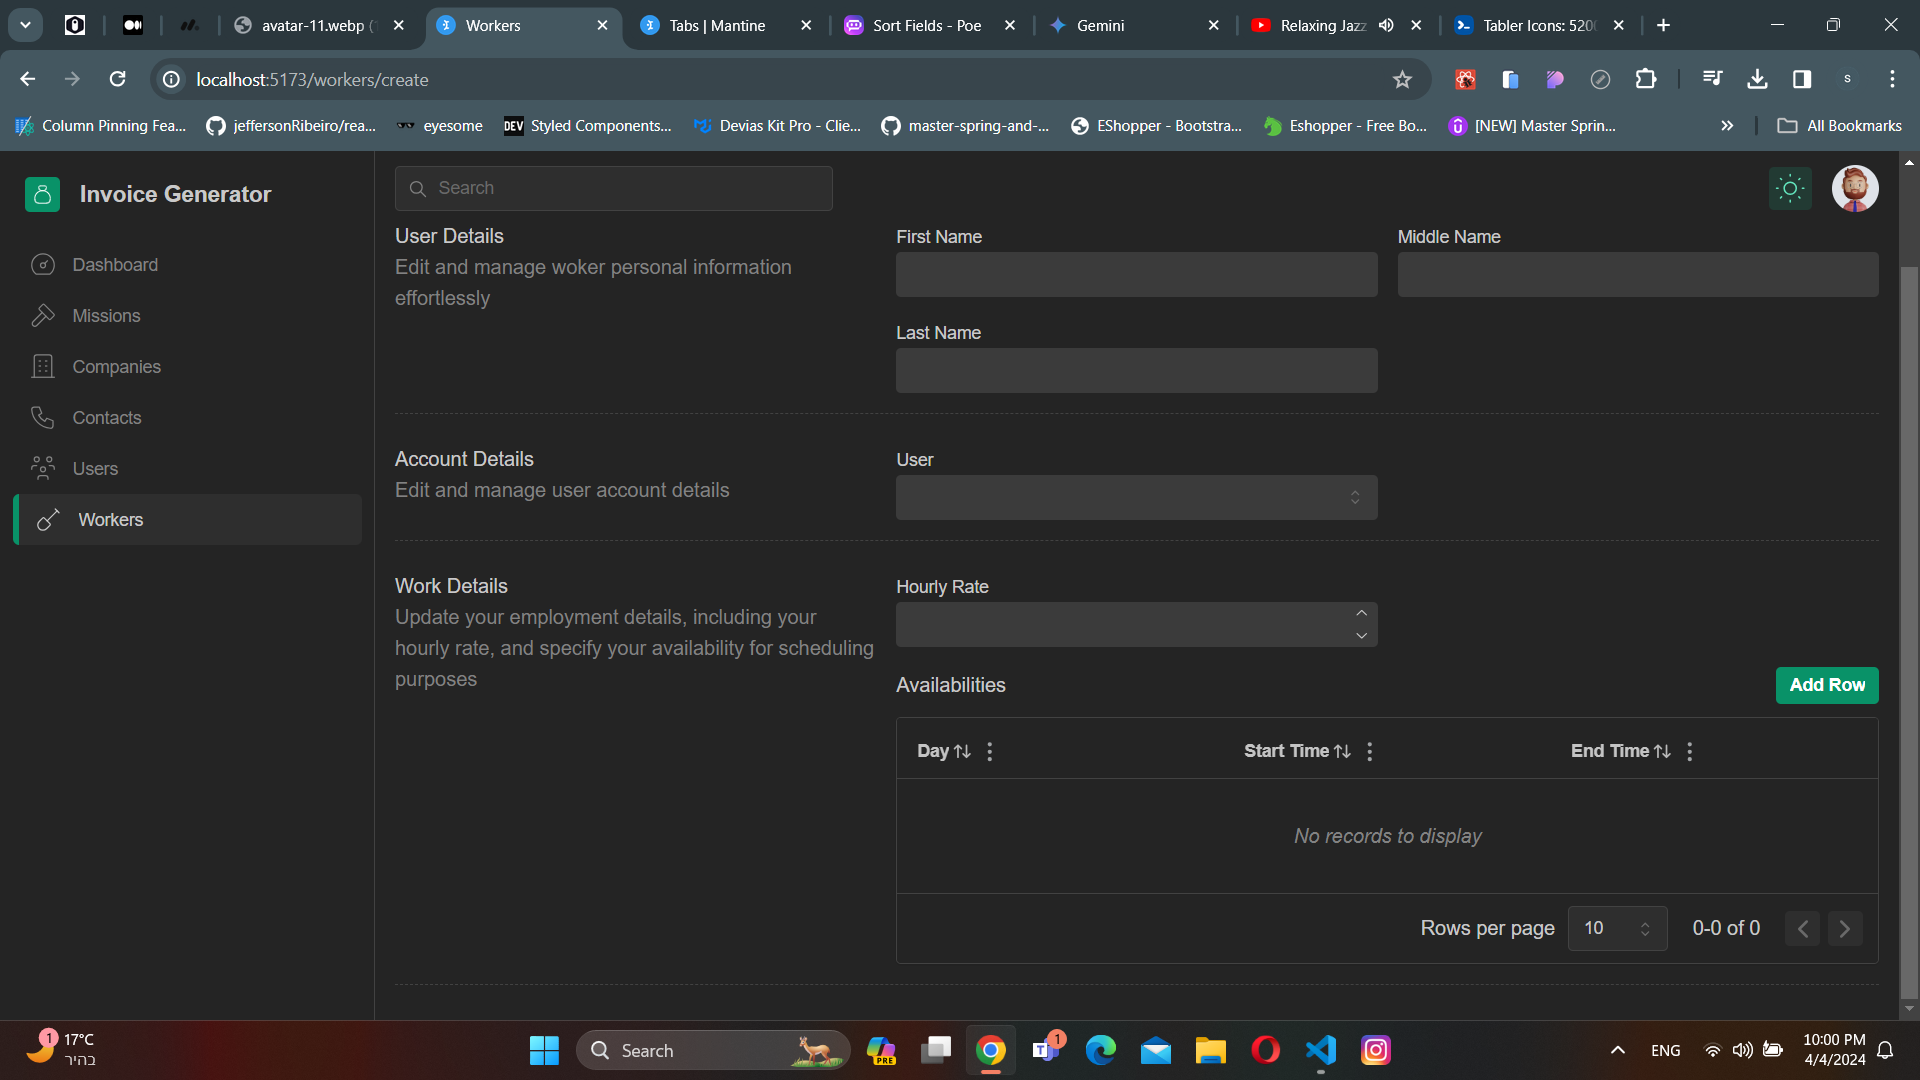 avatar-11.webp (
Workers
Tabs | Mantine
Sort Fields - Poe
Gemini
Relaxing Jazz
Tabler Icons: 520
localhost:5173/workers/create
S
Column Pinning Fea...
jeffersonRibeiro/rea...
eyesome
DEV Styled Components...
Devias Kit Pro - Clie...
master-spring-and-...
EShopper - Bootstra...
Eshopper - Free Bo...
[NEW] Master Sprin...
All Bookmarks
Invoice Generator
Search
Dashboard
Missions
Companies
Contacts
Users
Workers
User Details
Edit and manage woker personal information
effortlessly
First Name
Middle Name
Last Name
Account Details
Edit and manage user account details
User
Work Details
Update your employment details, including your
hourly rate, and specify your availability for scheduling
purposes
Hourly Rate
Availabilities
Add Row
Day
Start Time
End Time
No records to display
Rows per page
10
0-0 of 0
1
17°C
בהיר
Search
PRE
1
ENG
10:00 PM
4/4/2024